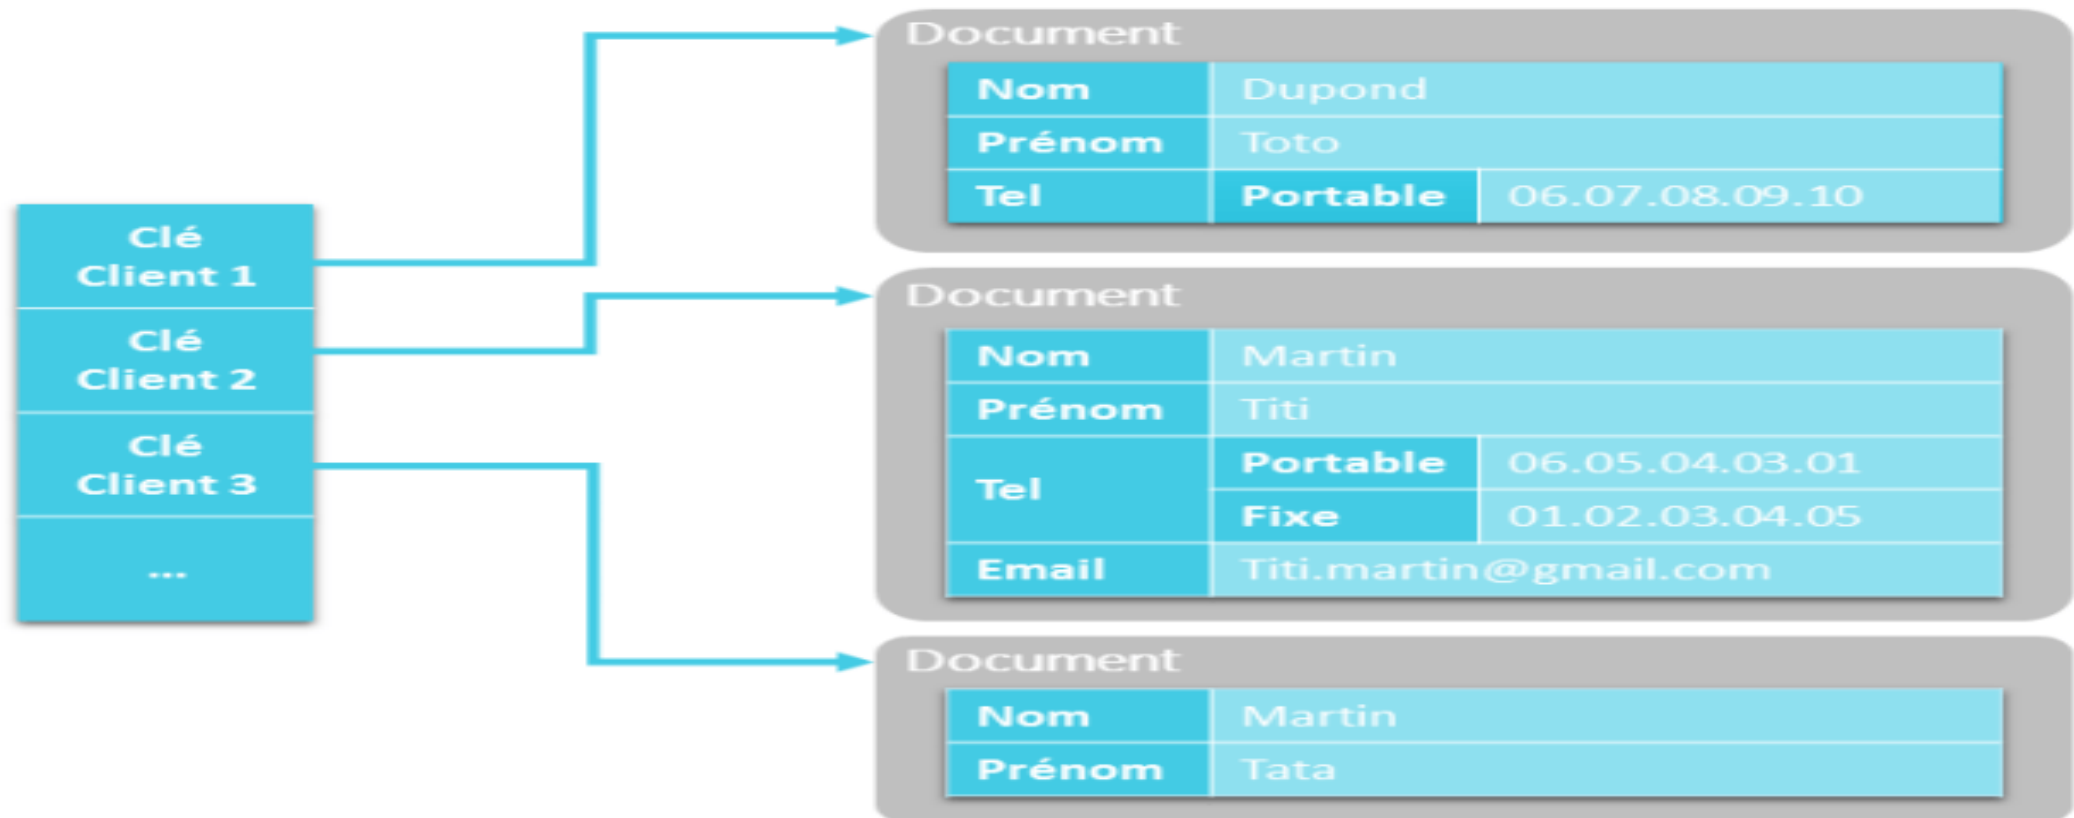 Clé
Client 1
Clé
Client 2
Clé
Client 3
...
Document
Nom Dupond
Prénom Toto
Tel Portable 06.07.08.09.10
Document
Nom Martin
Prénom Titi
Tel
Portable 06.05.04.03.01
Fixe 01.02.03.04.05
Email Titi.martin@gmail.com
Document
Nom Martin
Prénom Tata